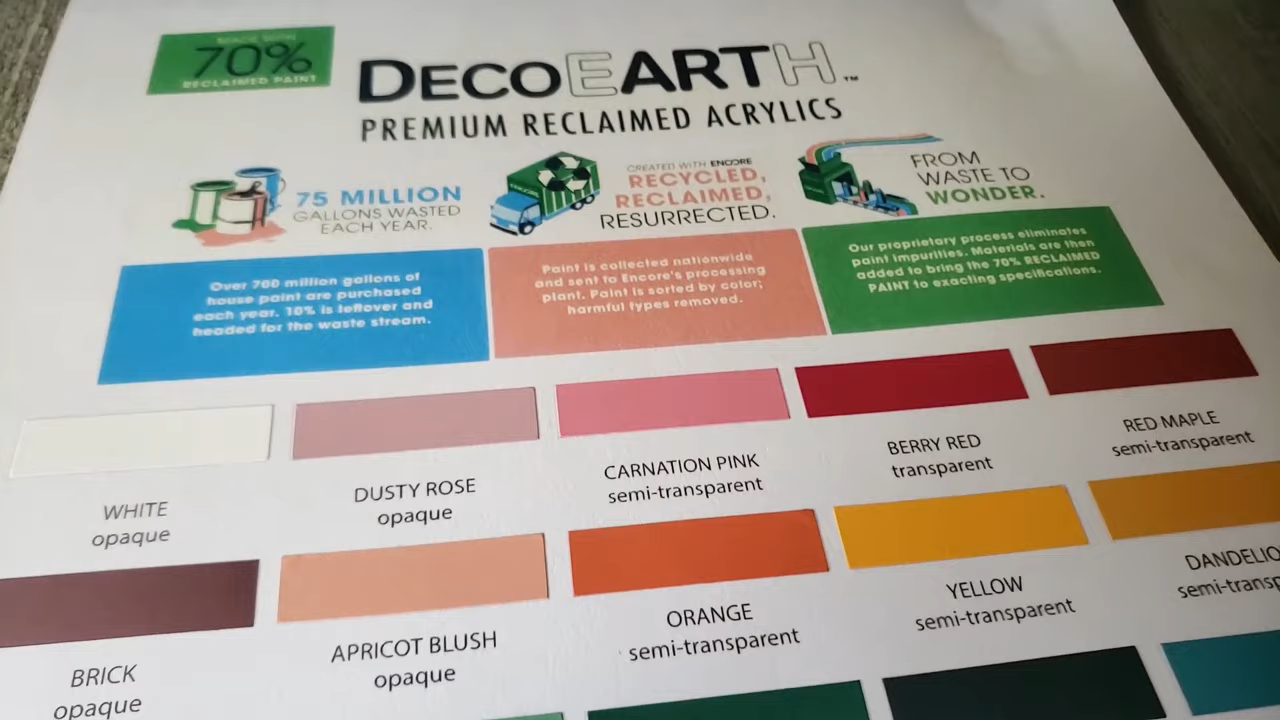 MADE WITH
70%
RECLAIMED PAINT
DECOEARTH™
PREMIUM RECLAIMED ACRYLICS
75 MILLION
GALLONS WASTED
EACH YEAR.
CREATED WITH ENCORE
RECYCLED,
RECLAIMED,
RESURRECTED.
FROM
WASTE TO
WONDER.
Over 700 million gallons of
house paint are purchased
each year. 10% is leftover and
headed for the waste stream.
Paint is collected nationwide
and sent to Encore's processing
plant. Paint is sorted by color;
harmful types removed.
Our proprietary process eliminates
paint impurities. Materials are then
added to bring the 70% RECLAIMED
PAINT to exacting specifications.
WHITE
opaque
DUSTY ROSE
opaque
CARNATION PINK
semi-transparent
BERRY RED
transparent
RED MAPLE
semi-transparent
BRICK
opaque
APRICOT BLUSH
opaque
ORANGE
semi-transparent
YELLOW
semi-transparent
DANDELIO
semi-transp